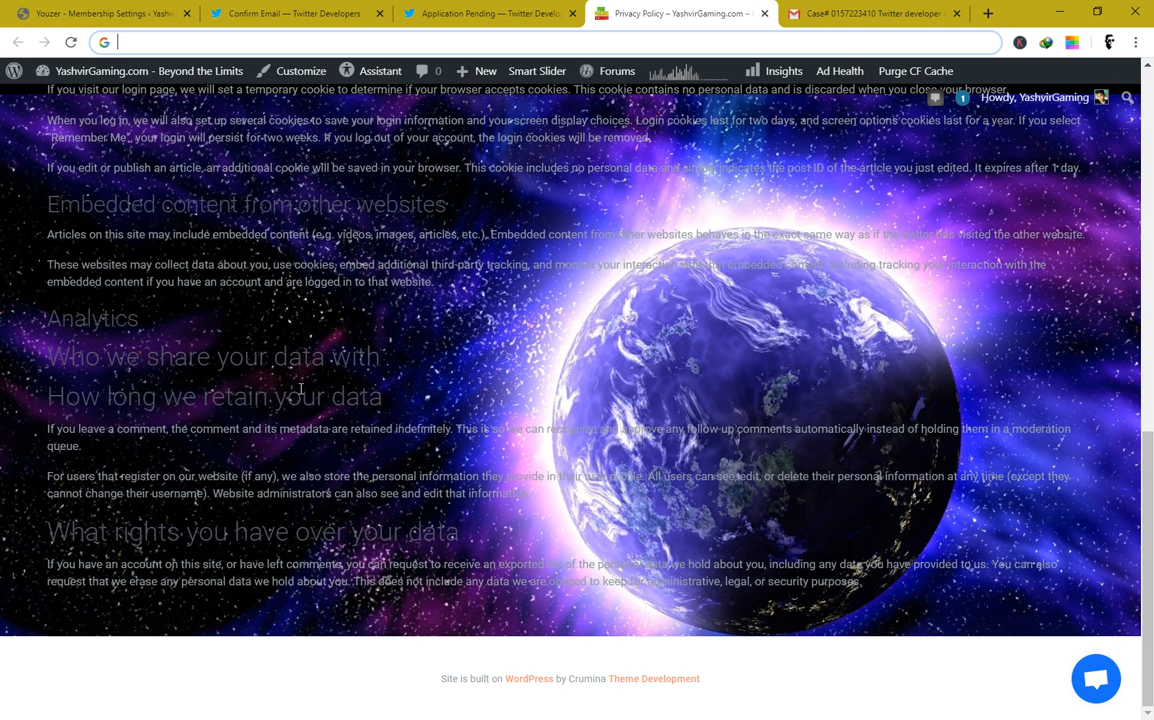 Youzer - Membership Settings ‹ Yashvi
Confirm Email — Twitter Developers
Application Pending — Twitter Develo
Privacy Policy – YashvirGaming.com –
Case# 0157223410 Twitter developer
YashvirGaming.com - Beyond the Limits
Customize
Assistant
0
New
Smart Slider
Forums
Insights
Ad Health
Purge CF Cache
If you visit our login page, we will set a temporary cookie to determine if your browser accepts cookies. This cookie contains no personal data and is discarded when you close your browser.
1
Howdy, YashvirGaming
When you log in, we will also set up several cookies to save your login information and your screen display choices. Login cookies last for two days, and screen options cookies last for a year. If you select
"Remember Me", your login will persist for two weeks. If you log out of your account, the login cookies will be removed.
If you edit or publish an article, an additional cookie will be saved in your browser. This cookie includes no personal data and simply indicates the post ID of the article you just edited. It expires after 1 day.
Embedded content from other websites
Articles on this site may include embedded content (e.g. videos, images, articles, etc.). Embedded content from other websites behaves in the exact same way as if the visitor has visited the other website.
These websites may collect data about you, use cookies, embed additional third-party tracking, and monitor your interaction with that embedded content, including tracking your interaction with the
embedded content if you have an account and are logged in to that website.
Analytics
Who we share your data with
How long we retain your data
If you leave a comment, the comment and its metadata are retained indefinitely. This is so we can recognize and approve any follow-up comments automatically instead of holding them in a moderation
queue.
For users that register on our website (if any), we also store the personal information they provide in their user profile. All users can see, edit, or delete their personal information at any time (except they
cannot change their username). Website administrators can also see and edit that information.
What rights you have over your data
If you have an account on this site, or have left comments, you can request to receive an exported file of the personal data we hold about you, including any data you have provided to us. You can also
request that we erase any personal data we hold about you. This does not include any data we are obliged to keep for administrative, legal, or security purposes.
Site is built on WordPress by Crumina Theme Development